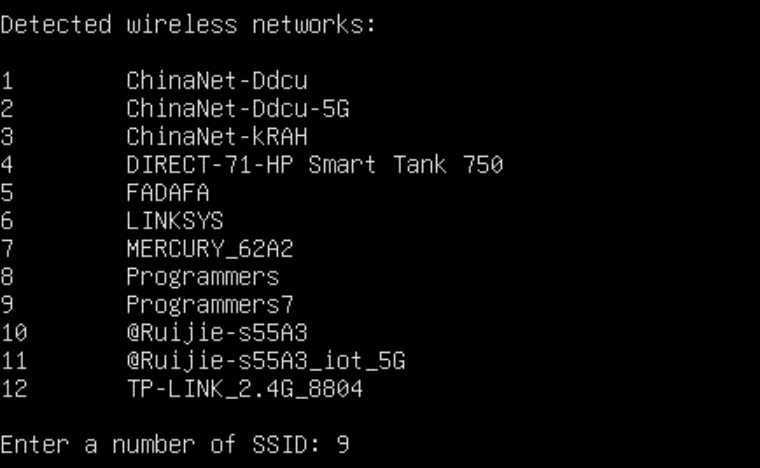 Detected wireless networks:
1 ChinaNet-Ddcu
2 ChinaNet-Ddcu-5G
3 ChinaNet-kRAH
4 DIRECT-71-HP Smart Tank 750
5 FADAFA
6 LINKSYS
7 MERCURY_62A2
8 Programmers
9 Programmers7
10 @Ruijie-s55A3
11 @Ruijie-s55A3_iot_5G
12 TP-LINK_2.4G_8804
Enter a number of SSID: 9